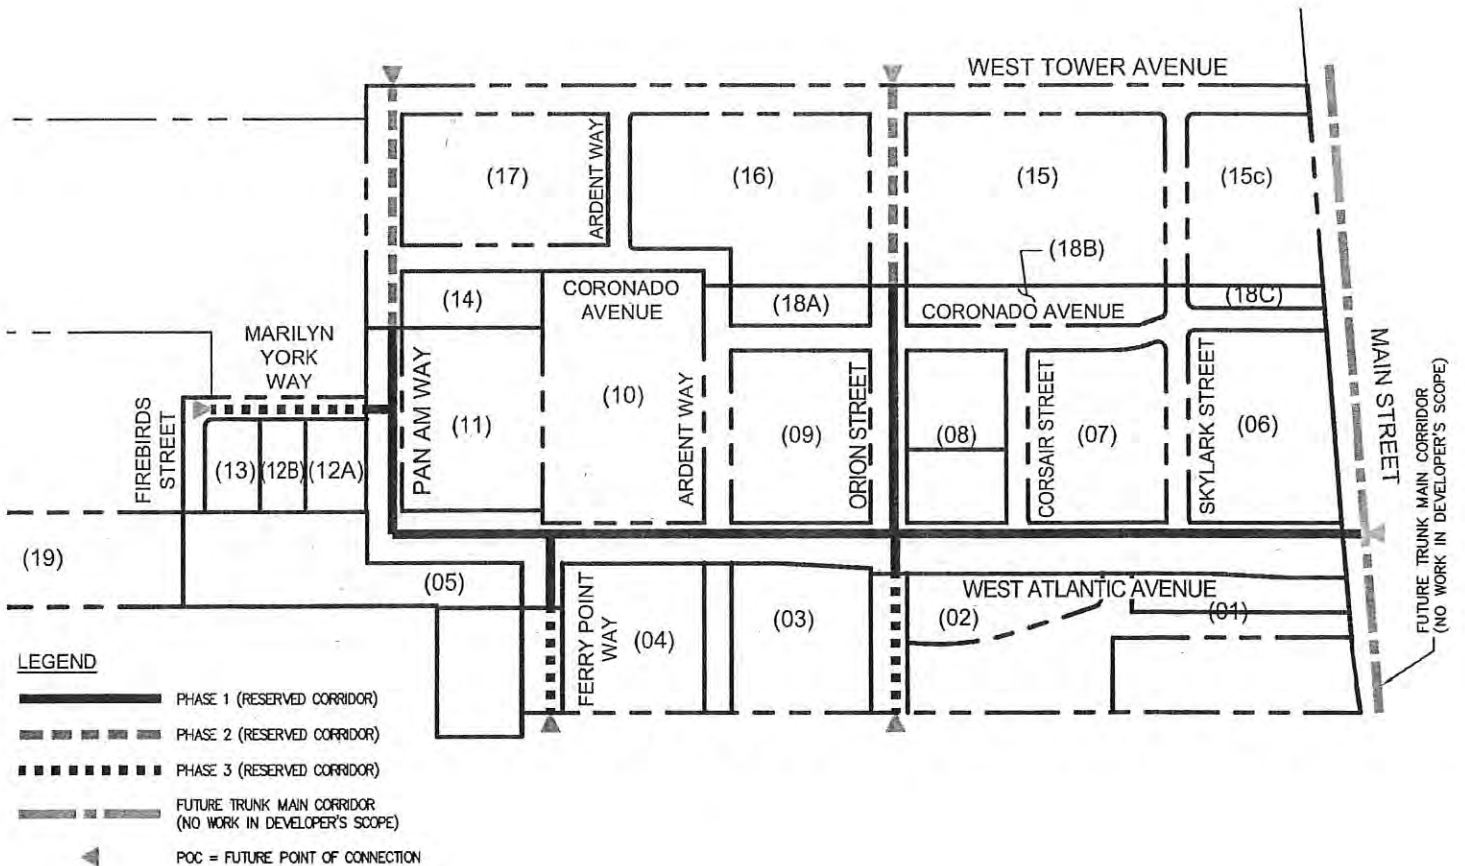 WEST TOWER AVENUE
(17)
ARDENT WAY
(16)
(15)
(15c)
(18B)
(14)
CORONADO
AVENUE
(18A)
CORONADO AVENUE
(18C)
MARILYN
YORK
WAY
FIREBIRDS
STREET
(13)
(12B)
(12A)
PAN AM WAY
(11)
(10)
ARDENT WAY
(09)
ORION STREET
(08)
CORSAIR STREET
(07)
SKYLARK STREET
(06)
MAIN STREET
FUTURE TRUNK MAIN CORRIDOR
(NO WORK IN DEVELOPER'S SCOPE)
(19)
(05)
FERRY POINT
WAY
(04)
(03)
WEST ATLANTIC AVENUE
(02)
(01)
LEGEND
PHASE 1 (RESERVED CORRIDOR)
PHASE 2 (RESERVED CORRIDOR)
PHASE 3 (RESERVED CORRIDOR)
FUTURE TRUNK MAIN CORRIDOR
(NO WORK IN DEVELOPER'S SCOPE)
POC = FUTURE POINT OF CONNECTION